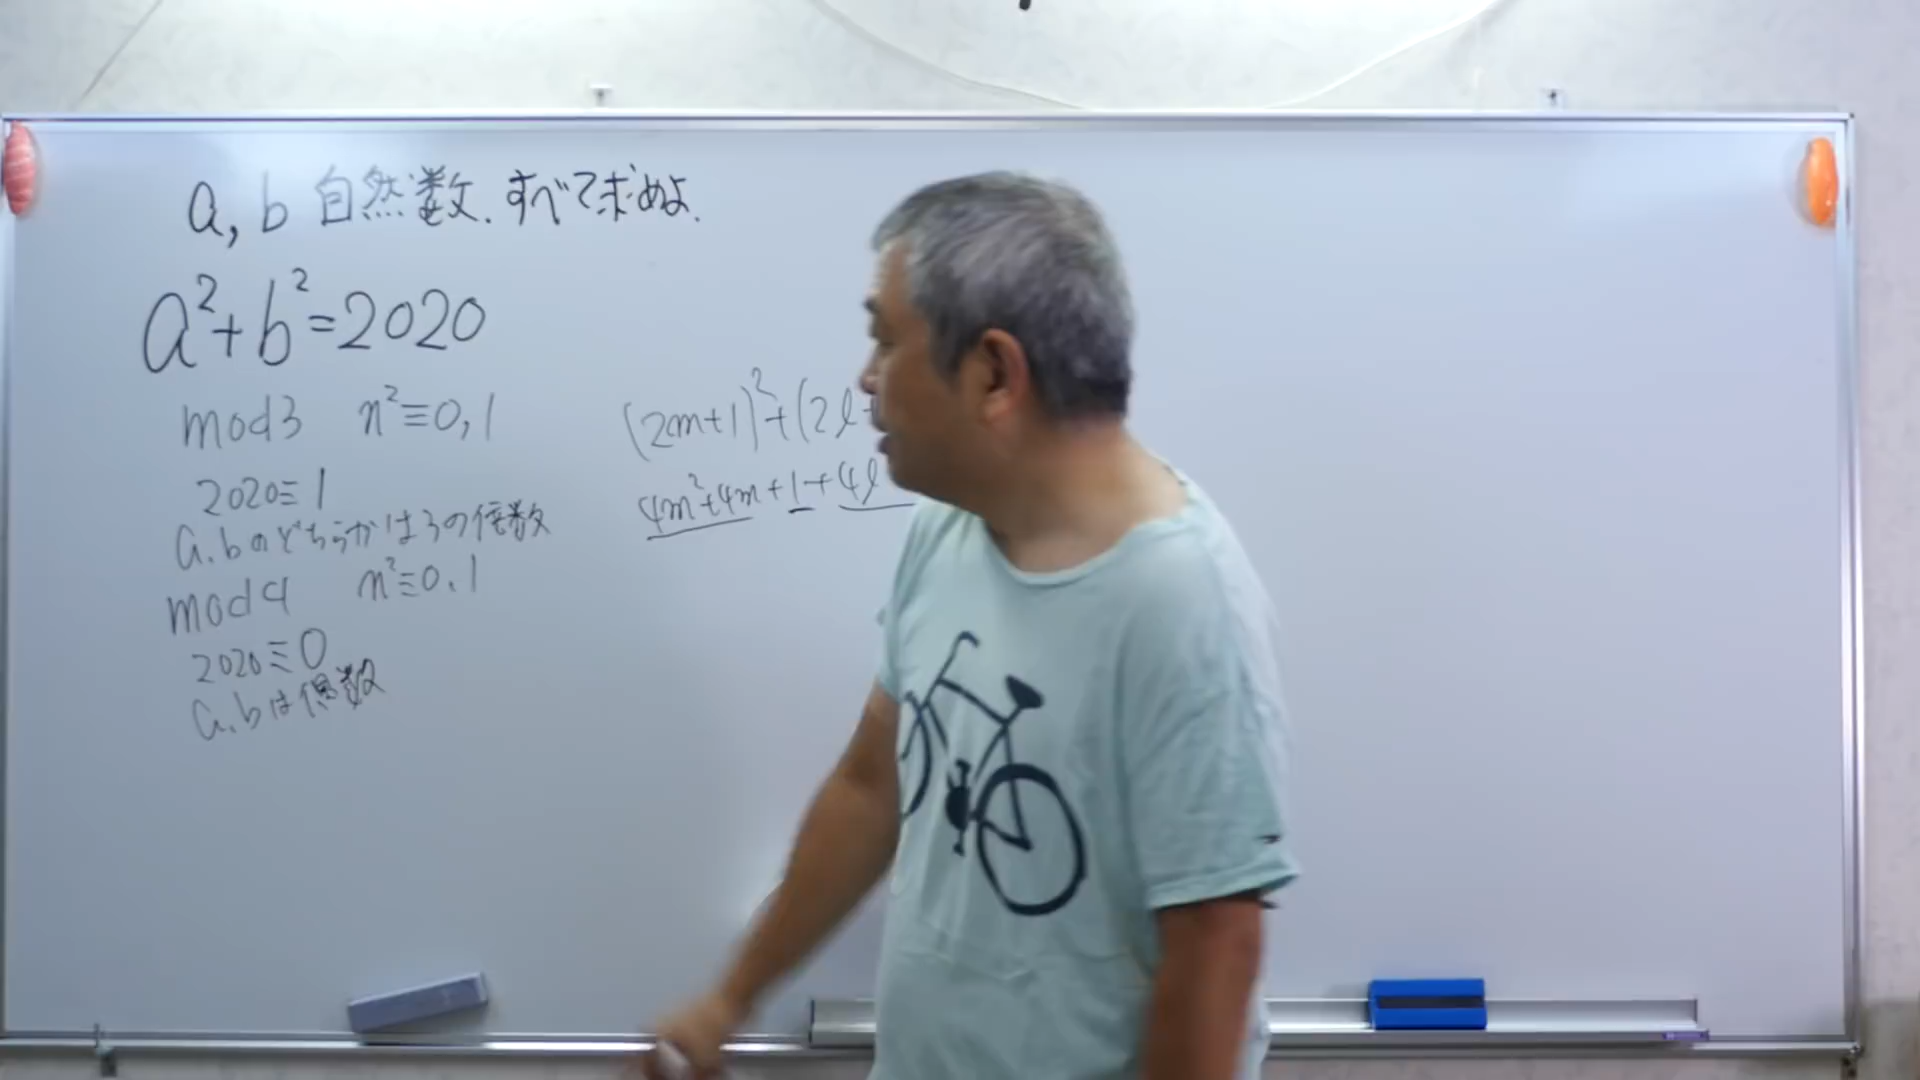 a, b 自然数. すべて求めよ.
a²+b²=2020
mod3 n²≡0,1
2020≡1
a.bのどちらかは3の倍数
mod4 n²≡0.1
2020≡0
a.bは偶数
(2m+1)²+(2l+
4m²+4m+1+4l